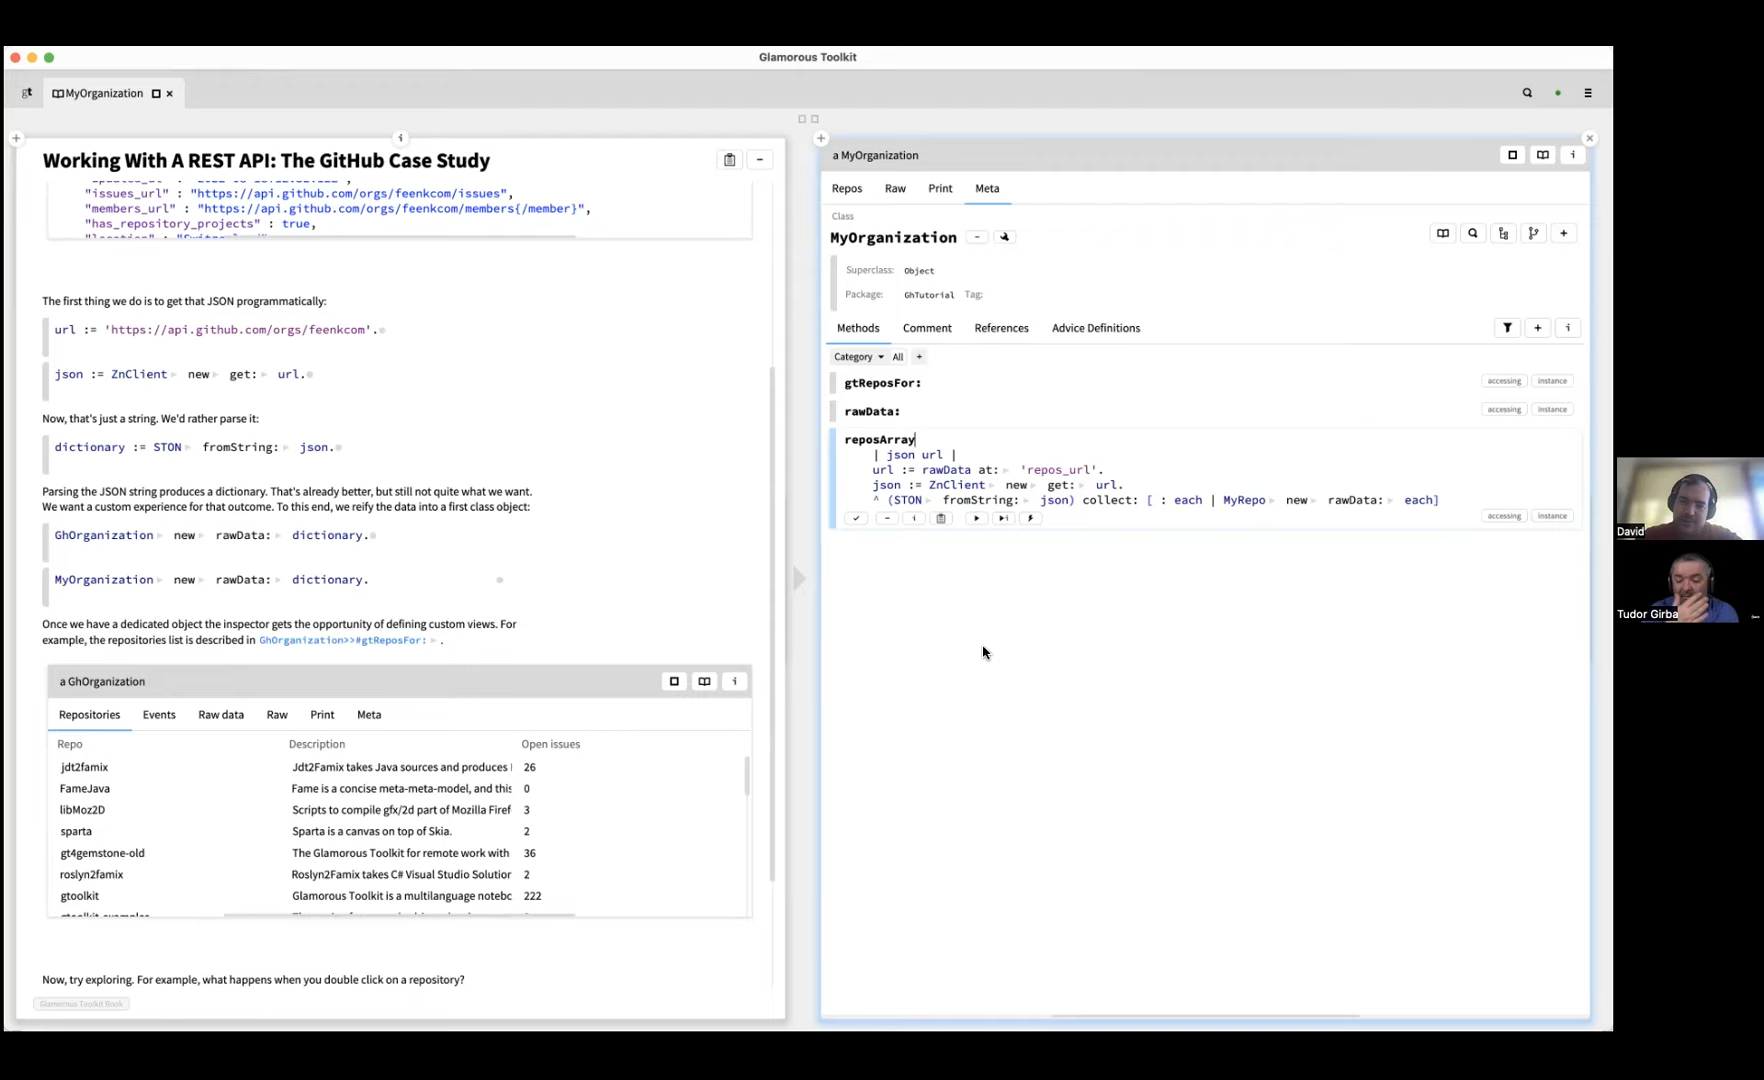 Glamorous Toolkit
gt
MyOrganization
Working With A REST API: The GitHub Case Study
"issues_url" : "https://api.github.com/orgs/feenkcom/issues",
"members_url" : "https://api.github.com/orgs/feenkcom/members{/member}",
"has_repository_projects" : true,
The first thing we do is to get that JSON programmatically:
url := 'https://api.github.com/orgs/feenkcom'.
json := ZnClient new get: url.
Now, that's just a string. We'd rather parse it:
dictionary := STON fromString: json.
Parsing the JSON string produces a dictionary. That's already better, but still not quite what we want.
We want a custom experience for that outcome. To this end, we reify the data into a first class object:
GhOrganization new rawData: dictionary.
MyOrganization new rawData: dictionary.
Once we have a dedicated object the inspector gets the opportunity of defining custom views. For
example, the repositories list is described in GhOrganization>>#gtReposFor: .
a GhOrganization
Repositories Events Raw data Raw Print Meta
Repo Description Open issues
jdt2famix Jdt2Famix takes Java sources and produces 26
FameJava Fame is a concise meta-meta-model, and this 0
libMoz2D Scripts to compile gfx/2d part of Mozilla Firef 3
sparta Sparta is a canvas on top of Skia. 2
gt4gemstone-old The Glamorous Toolkit for remote work with 36
roslyn2famix Roslyn2Famix takes C# Visual Studio Solution 2
gtoolkit Glamorous Toolkit is a multilanguage notebo 222
Now, try exploring. For example, what happens when you double click on a repository?
Glamorous Toolkit Book
a MyOrganization
Repos Raw Print Meta
Class
MyOrganization
Superclass: Object
Package: GhTutorial Tag:
Methods Comment References Advice Definitions
Category All +
gtReposFor: accessing instance
rawData: accessing instance
reposArray
| json url |
url := rawData at: 'repos_url'.
json := ZnClient new get: url.
^ (STON fromString: json) collect: [ : each | MyRepo new rawData: each]
accessing instance
David
Tudor Girba